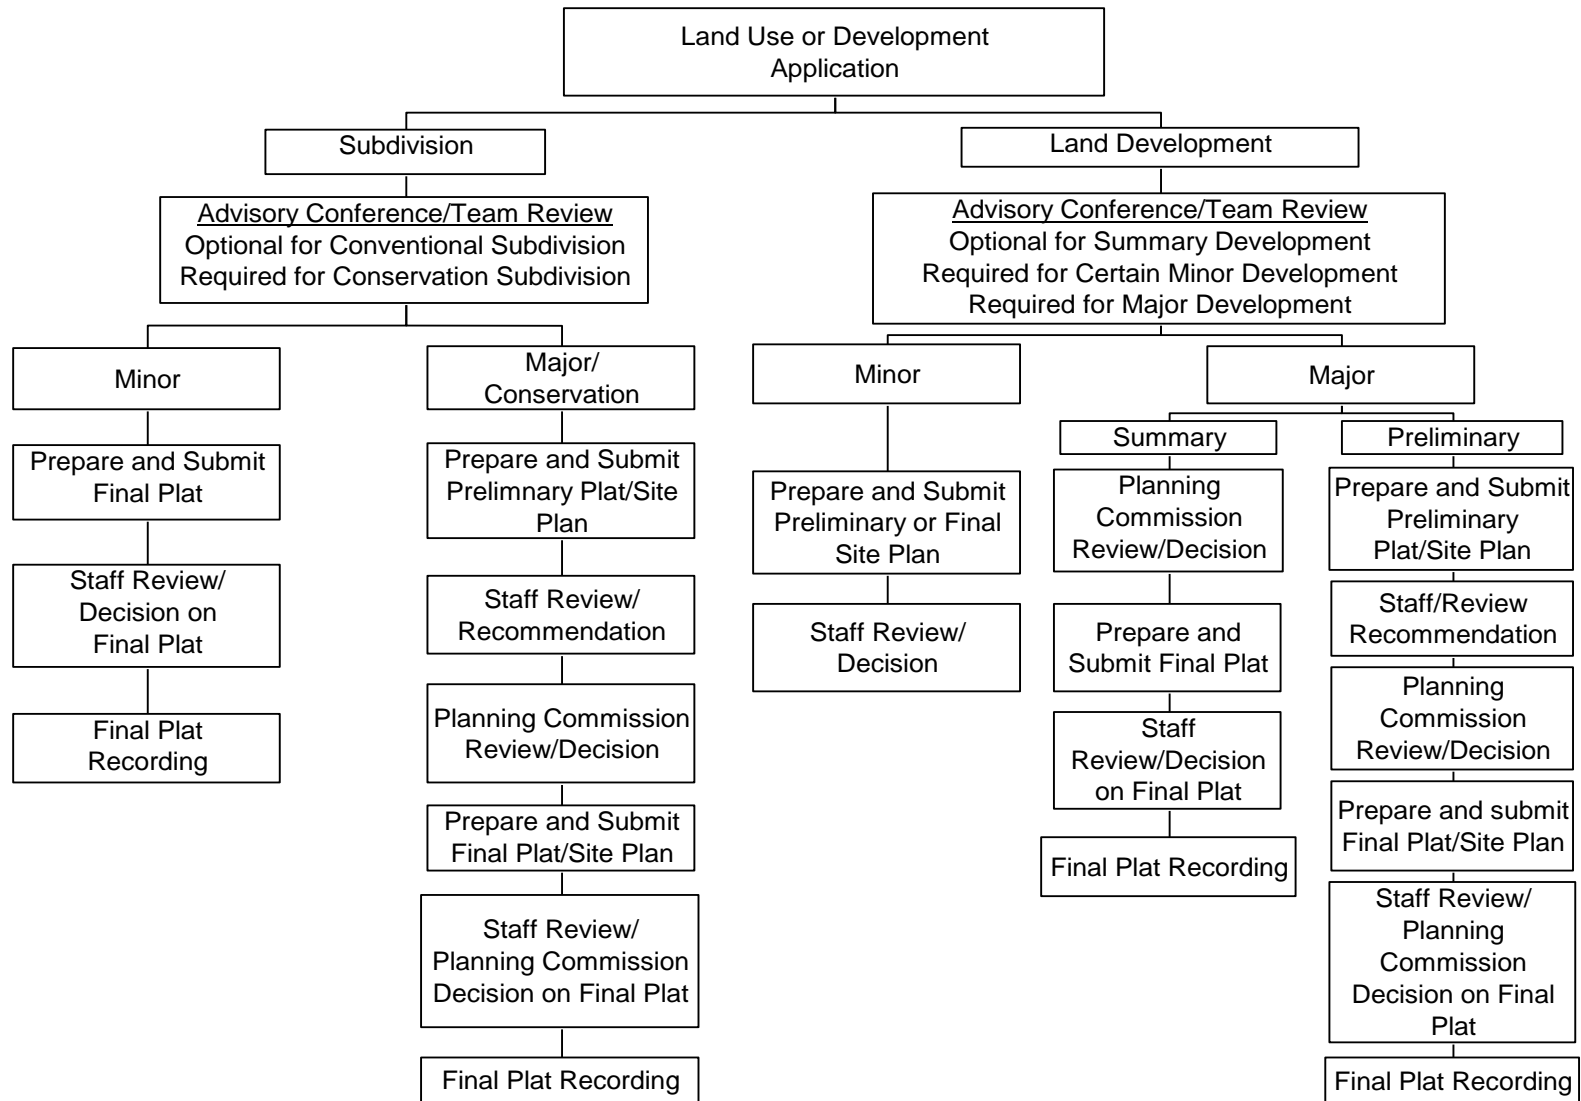 Land Use or Development
Application
Subdivision
Land Development
Advisory Conference/Team Review
Optional for Conventional Subdivision
Required for Conservation Subdivision
Advisory Conference/Team Review
Optional for Summary Development
Required for Certain Minor Development
Required for Major Development
Minor
Prepare and Submit
Final Plat
Staff Review/
Decision on
Final Plat
Final Plat
Recording
Major/
Conservation
Prepare and Submit
Prelimnary Plat/Site
Plan
Staff Review/
Recommendation
Planning Commission
Review/Decision
Prepare and Submit
Final Plat/Site Plan
Staff Review/
Planning Commission
Decision on Final Plat
Final Plat Recording
Minor
Prepare and Submit
Preliminary or Final
Site Plan
Staff Review/
Decision
Major
Summary
Planning
Commission
Review/Decision
Prepare and
Submit Final Plat
Staff
Review/Decision
on Final Plat
Final Plat Recording
Preliminary
Prepare and Submit
Preliminary
Plat/Site Plan
Staff/Review
Recommendation
Planning
Commission
Review/Decision
Prepare and submit
Final Plat/Site Plan
Staff Review/
Planning
Commission
Decision on Final
Plat
Final Plat Recording